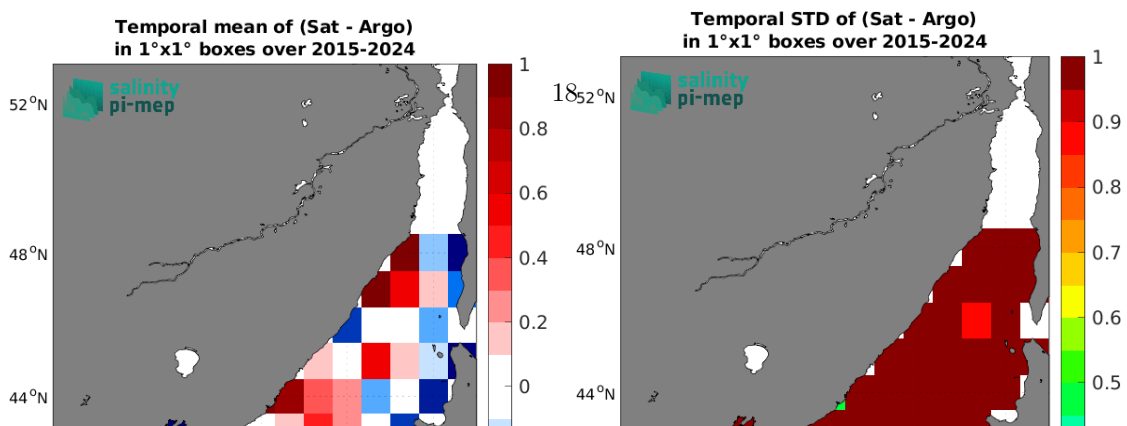 Temporal mean of (Sat - Argo)
in 1°x1° boxes over 2015-2024
salinity
pi-mep
52°N
48°N
44°N
1
0.8
0.6
0.4
0.2
0
18
Temporal STD of (Sat - Argo)
in 1°x1° boxes over 2015-2024
salinity
pi-mep
52°N
48°N
44°N
1
0.9
0.8
0.7
0.6
0.5